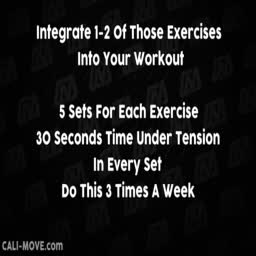 Integrate 1-2 Of Those Exercises
Into Your Workout
5 Sets For Each Exercise
30 Seconds Time Under Tension
In Every Set
Do This 3 Times A Week
CALI-MOVE.com